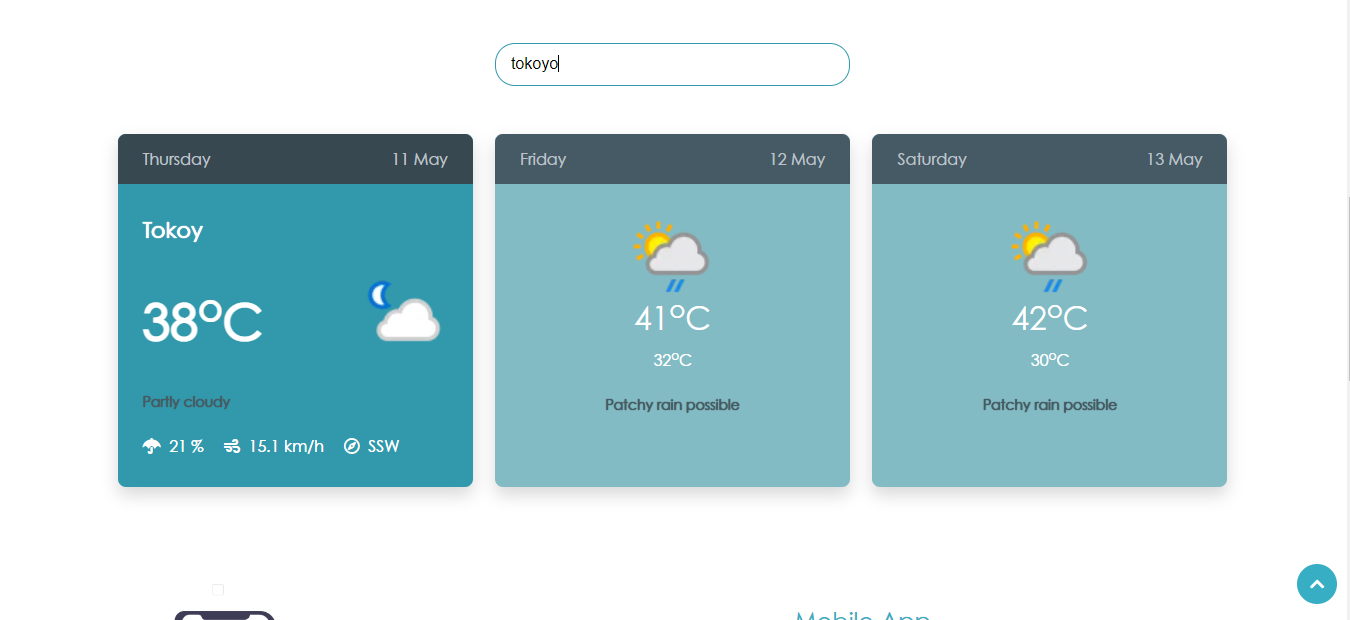 tokoyo
Thursday 11 May
Tokoy
38°C
Partly cloudy
21 % 15.1 km/h SSW
Friday 12 May
41°C
32°C
Patchy rain possible
Saturday 13 May
42°C
30°C
Patchy rain possible
Mobile App